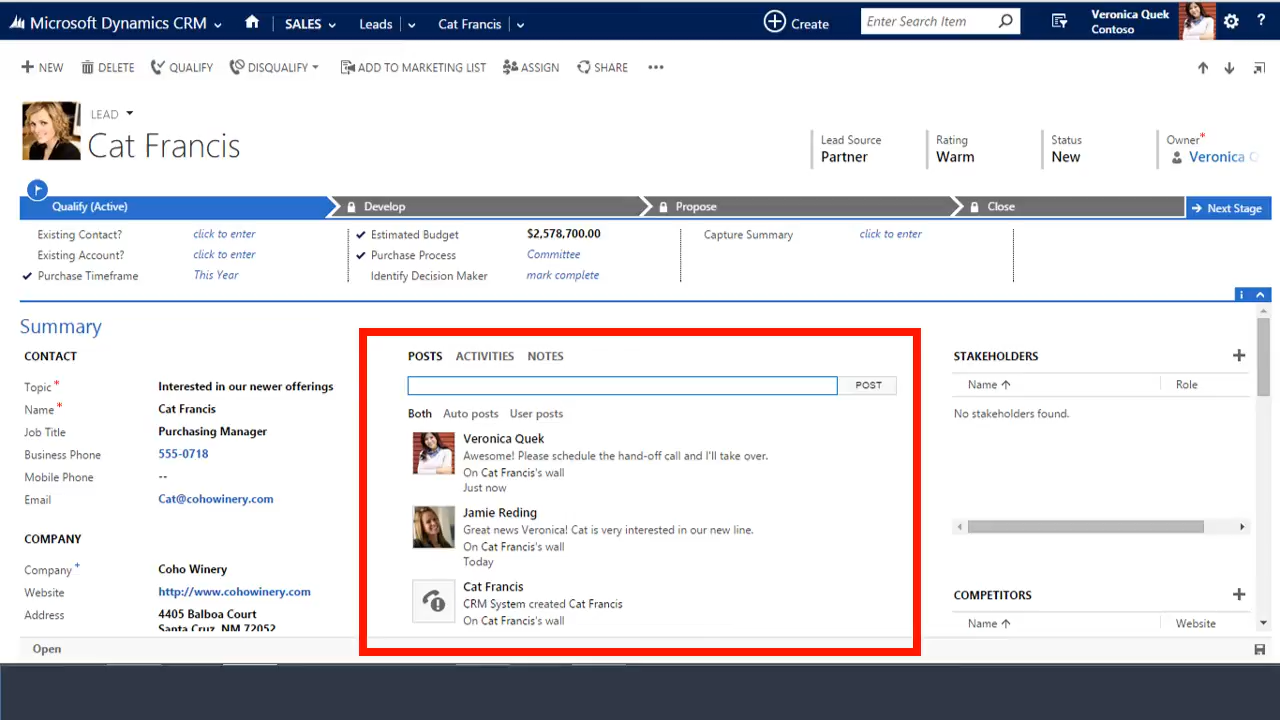 Microsoft Dynamics CRM SALES Leads Cat Francis Create Enter Search Item Veronica Quek
Contoso ?
NEW DELETE QUALIFY DISQUALIFY ADD TO MARKETING LIST ASSIGN SHARE •••
LEAD
Cat Francis
Lead Source Rating Status Owner*
Partner Warm New Veronica
Qualify (Active) Develop Propose Close Next Stage
Existing Contact? click to enter Estimated Budget $2,578,700.00 Capture Summary click to enter
Existing Account? click to enter Purchase Process Committee
Purchase Timeframe This Year Identify Decision Maker mark complete
Summary
CONTACT
Topic* Interested in our newer offerings
Name* Cat Francis
Job Title Purchasing Manager
Business Phone 555-0718
Mobile Phone --
Email Cat@cohowinery.com
COMPANY
Company+ Coho Winery
Website http://www.cohowinery.com
Address 4405 Balboa Court
Santa Cruz, NM 72052
POSTS ACTIVITIES NOTES
POST
Both Auto posts User posts
Veronica Quek
Awesome! Please schedule the hand-off call and I'll take over.
On Cat Francis's wall
Just now
Jamie Reding
Great news Veronica! Cat is very interested in our new line.
On Cat Francis's wall
Today
Cat Francis
CRM System created Cat Francis
On Cat Francis's wall
STAKEHOLDERS
Name Role
No stakeholders found.
COMPETITORS
Name Website
Open